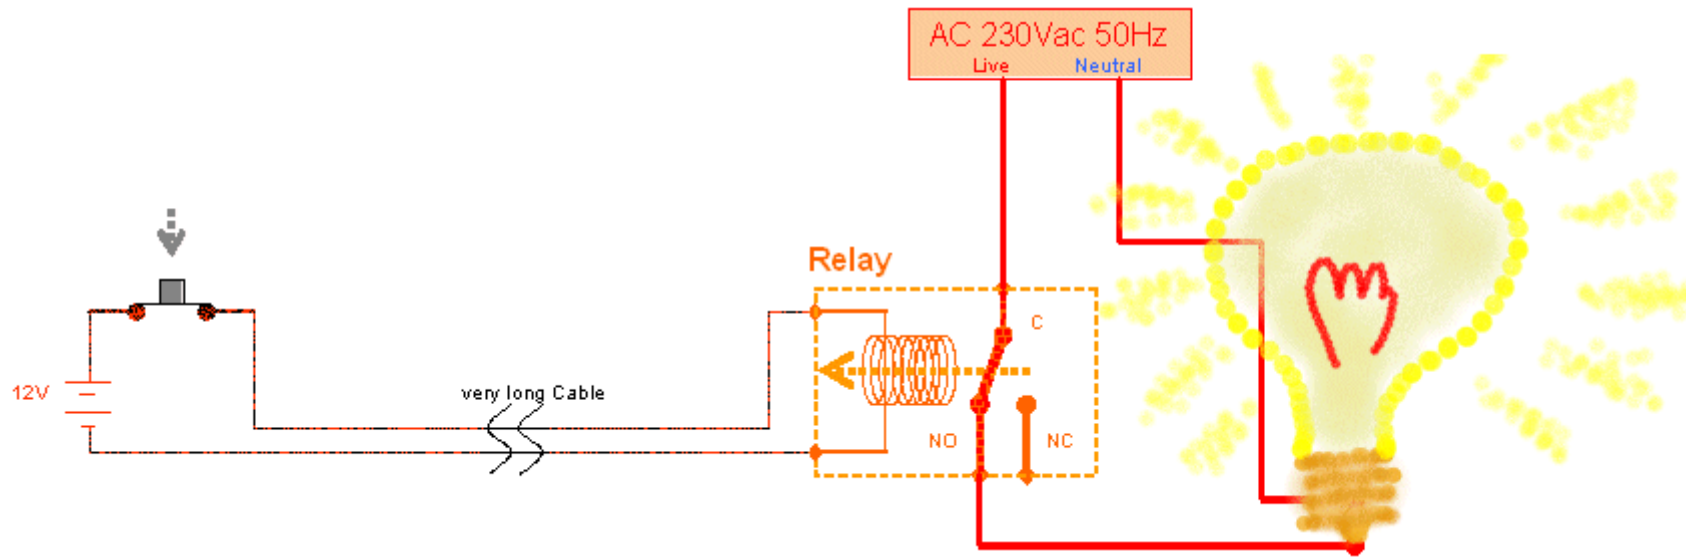 AC 230Vac 50Hz
Live Neutral
Relay
C
12V
very long Cable
NO NC